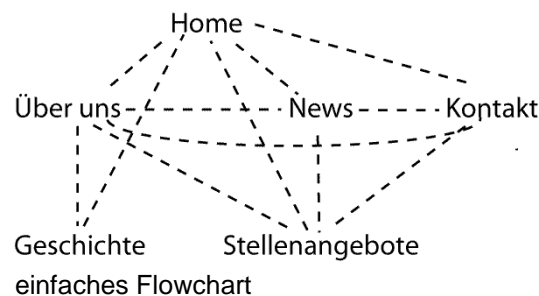 Home
Über uns News Kontakt
Geschichte Stellenangebote
einfaches Flowchart